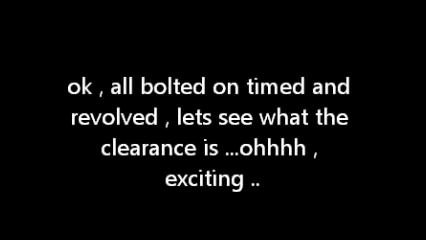 ok , all bolted on timed and
revolved , lets see what the
clearance is ...ohhhh ,
exciting ..